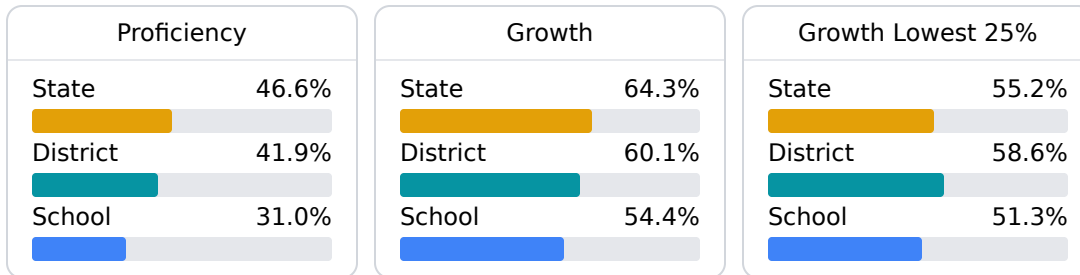 Proficiency
State 46.6%
District 41.9%
School 31.0%
Growth
State 64.3%
District 60.1%
School 54.4%
Growth Lowest 25%
State 55.2%
District 58.6%
School 51.3%